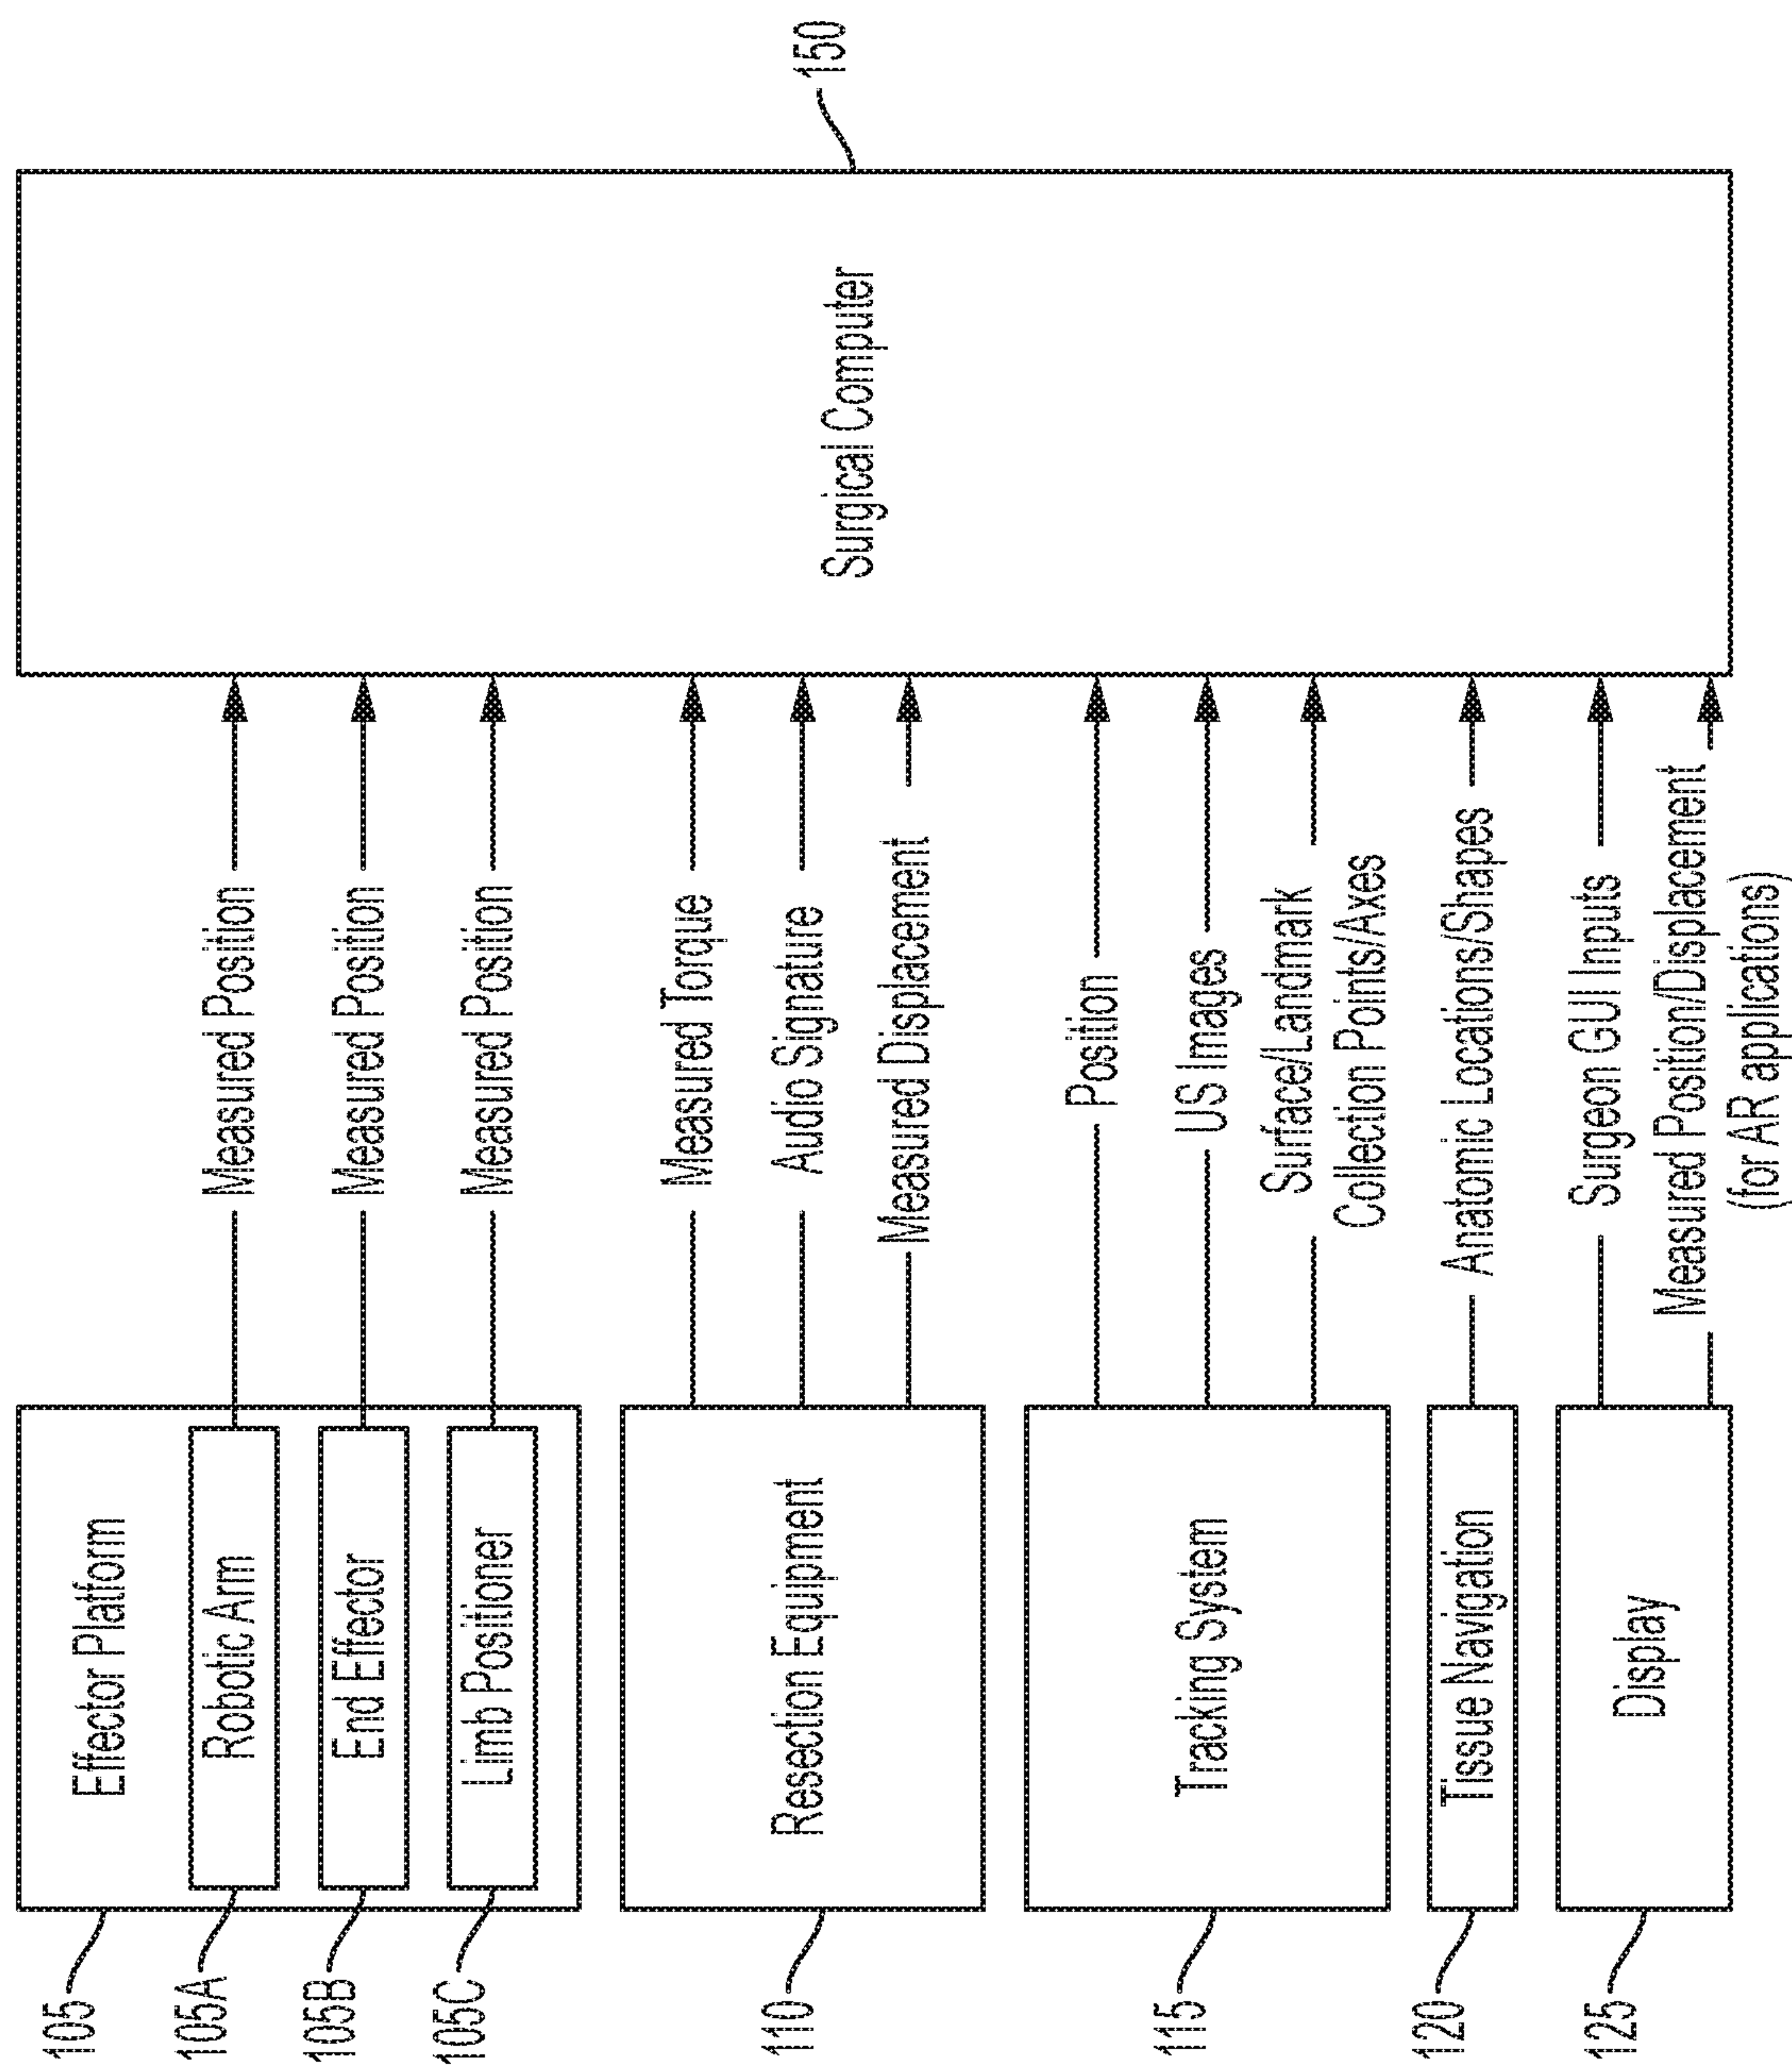 105
Effector Platform
105A
Robotic Arm
Measured Position
105B
End Effector
Measured Position
105C
Limb Positioner
Measured Position
110
Resection Equipment
Measured Torque
Audio Signature
Measured Displacement
115
Tracking System
Position
US Images
Surface/Landmark
Collection Points/Axes
120
Tissue Navigation
Anatomic Locations/Shapes
125
Display
Surgeon GUI Inputs
Measured Position/Displacement
(for AR applications)
Surgical Computer
150